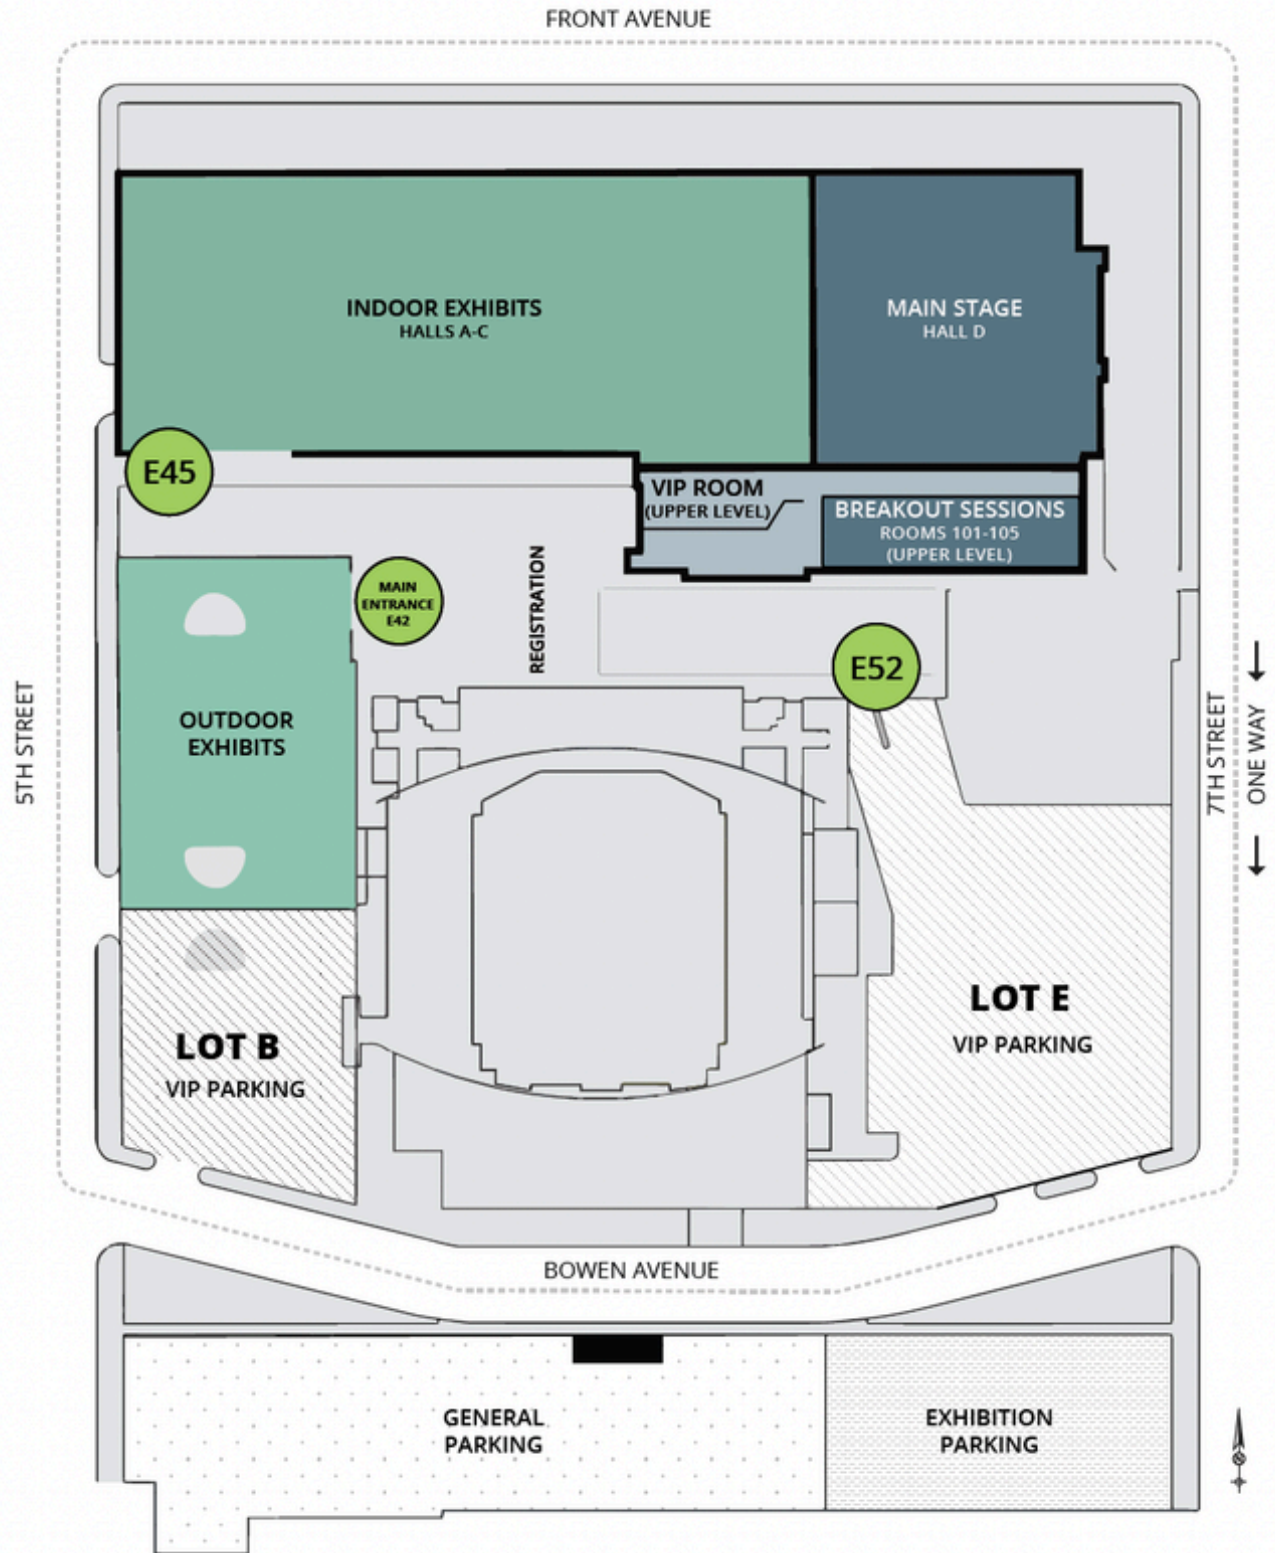 FRONT AVENUE
INDOOR EXHIBITS
HALLS A-C
MAIN STAGE
HALL D
E45
VIP ROOM
(UPPER LEVEL)
BREAKOUT SESSIONS
ROOMS 101-105
(UPPER LEVEL)
MAIN
ENTRANCE
E42
REGISTRATION
E52
OUTDOOR
EXHIBITS
5TH STREET
7TH STREET
ONE WAY
LOT B
VIP PARKING
LOT E
VIP PARKING
BOWEN AVENUE
GENERAL
PARKING
EXHIBITION
PARKING